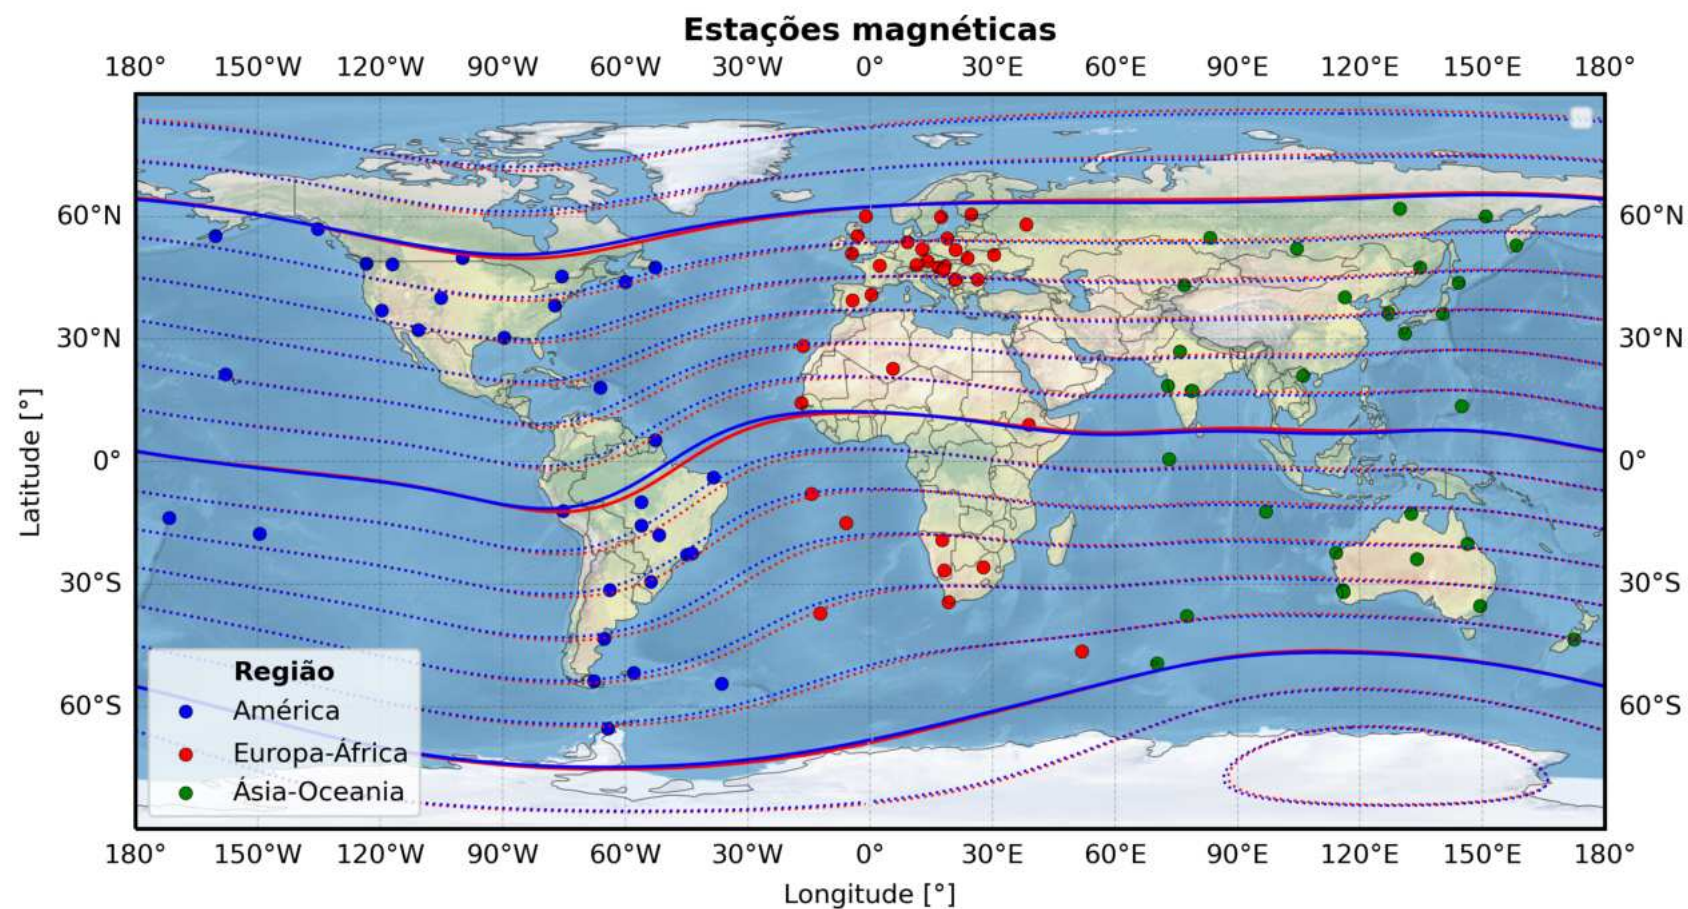 Estações magnéticas
180° 150°W 120°W 90°W 60°W 30°W 0° 30°E 60°E 90°E 120°E 150°E 180°
60°N 60°N
30°N 30°N
0° 0°
30°S 30°S
60°S 60°S
Latitude [°]
Região
América
Europa-África
Ásia-Oceania
180° 150°W 120°W 90°W 60°W 30°W 0° 30°E 60°E 90°E 120°E 150°E 180°
Longitude [°]